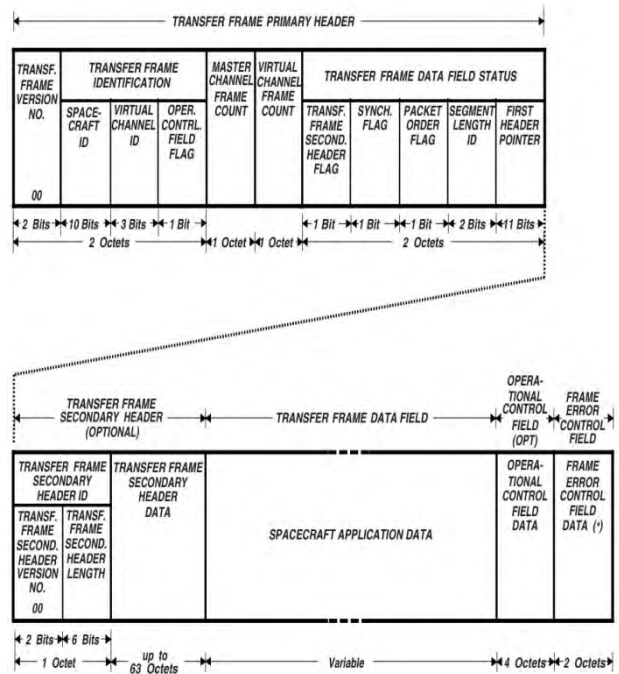 TRANSFER FRAME PRIMARY HEADER
TRANSF.
FRAME
VERSION
NO.
00
TRANSFER FRAME
IDENTIFICATION
SPACE-
CRAFT
ID
VIRTUAL
CHANNEL
ID
OPER.
CONTRL.
FIELD
FLAG
MASTER
CHANNEL
FRAME
COUNT
VIRTUAL
CHANNEL
FRAME
COUNT
TRANSFER FRAME DATA FIELD STATUS
TRANSF.
FRAME
SECOND.
HEADER
FLAG
SYNCH.
FLAG
PACKET
ORDER
FLAG
SEGMENT
LENGTH
ID
FIRST
HEADER
POINTER
2 Bits 10 Bits 3 Bits 1 Bit 1 Bit 1 Bit 1 Bit 2 Bits 11 Bits
2 Octets 1 Octet 1 Octet 2 Octets
TRANSFER FRAME
SECONDARY HEADER
(OPTIONAL)
TRANSFER FRAME DATA FIELD
OPERA-
TIONAL
CONTROL
FIELD
(OPT)
FRAME
ERROR
CONTROL
FIELD
TRANSFER FRAME
SECONDARY
HEADER ID
TRANSF.
FRAME
SECOND.
HEADER
VERSION
NO.
00
TRANSF.
FRAME
SECOND.
HEADER
LENGTH
TRANSFER FRAME
SECONDARY
HEADER
DATA
SPACECRAFT APPLICATION DATA
OPERA-
TIONAL
CONTROL
FIELD
DATA
FRAME
ERROR
CONTROL
FIELD
DATA (*)
2 Bits 6 Bits
1 Octet
up to
63 Octets
Variable
4 Octets
2 Octets